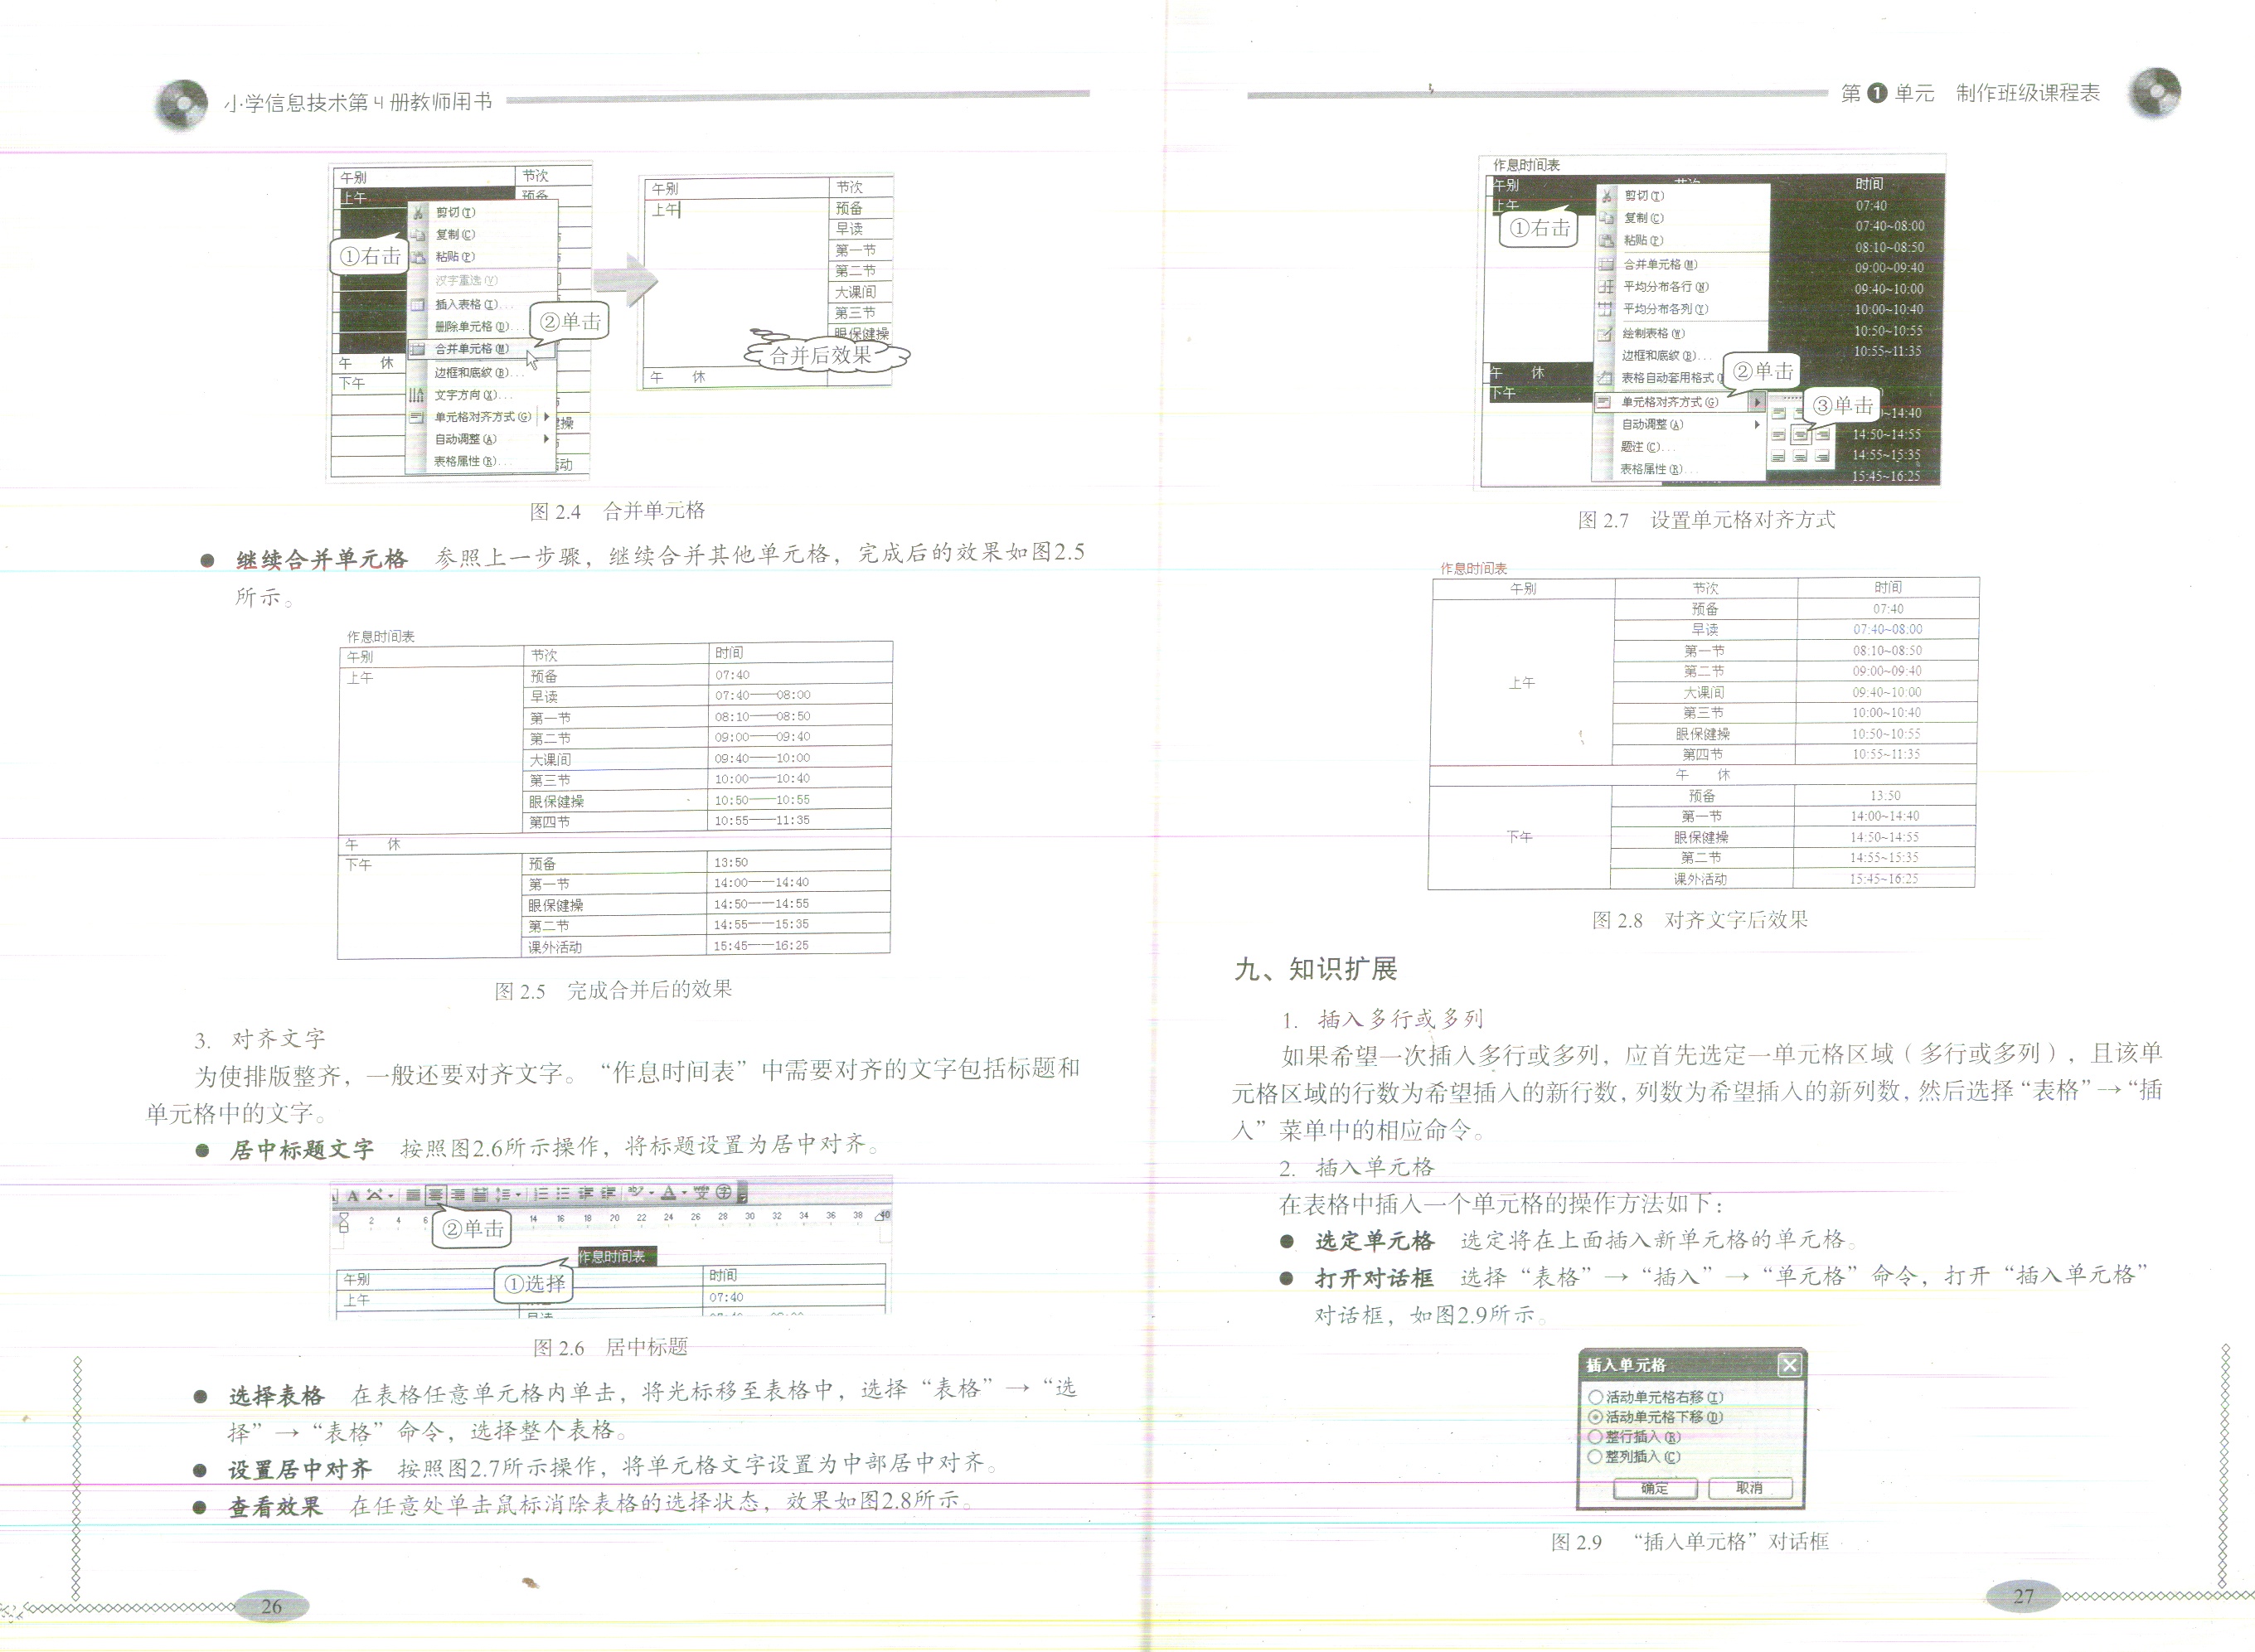 小学信息技术第4册教师用书
午别
节次
上午
预备
剪切(T)
复制(C)
①右击
粘贴(P)
汉字重选(V)
插入表格(I)...
删除单元格(D)...
②单击
合并单元格(M)
午　休
边框和底纹(B)...
下午
文字方向(X)...
单元格对齐方式(G)
自动调整(A)
表格属性(R)...
午别
节次
上午
预备
早读
第一节
第二节
大课间
第三节
眼保健操
合并后效果
午　休
图 2.4　合并单元格
● 继续合并单元格　参照上一步骤，继续合并其他单元格，完成后的效果如图2.5
所示。
作息时间表
午别　节次　时间
上午　预备　07:40
早读　07:40——08:00
第一节　08:10——08:50
第二节　09:00——09:40
大课间　09:40——10:00
第三节　10:00——10:40
眼保健操　10:50——10:55
第四节　10:55——11:35
午　休
下午　预备　13:50
第一节　14:00——14:40
眼保健操　14:50——14:55
第二节　14:55——15:35
课外活动　15:45——16:25
图 2.5　完成合并后的效果
3. 对齐文字
为使排版整齐，一般还要对齐文字。“作息时间表”中需要对齐的文字包括标题和
单元格中的文字。
● 居中标题文字　按照图2.6所示操作，将标题设置为居中对齐。
2 4 6 14 16 18 20 22 24 26 28 30 32 34 36 38 40
②单击
作息时间表
①选择
午别　时间
上午　07:40
图 2.6　居中标题
● 选择表格　在表格任意单元格内单击，将光标移至表格中，选择“表格”→“选
择”→“表格”命令，选择整个表格。
● 设置居中对齐　按照图2.7所示操作，将单元格文字设置为中部居中对齐。
● 查看效果　在任意处单击鼠标消除表格的选择状态，效果如图2.8所示。
26
第1单元　制作班级课程表
作息时间表
午别
节次
时间
上午
07:40
07:40~08:00
08:10~08:50
09:00~09:40
09:40~10:00
10:00~10:40
10:50~10:55
10:55~11:35
剪切(T)
复制(C)
①右击
粘贴(P)
合并单元格(M)
平均分布各行(N)
平均分布各列(Y)
绘制表格(W)
边框和底纹(B)...
②单击
表格自动套用格式
午　休
下午
单元格对齐方式(G)
③单击
自动调整(A)
题注(C)...
表格属性(R)...
~14:40
14:50~14:55
14:55~15:35
15:45~16:25
图 2.7　设置单元格对齐方式
作息时间表
午别　节次　时间
预备　07:40
早读　07:40~08:00
第一节　08:10~08:50
第二节　09:00~09:40
上午　大课间　09:40~10:00
第三节　10:00~10:40
眼保健操　10:50~10:55
第四节　10:55~11:35
午　休
预备　13:50
第一节　14:00~14:40
下午　眼保健操　14:50~14:55
第二节　14:55~15:35
课外活动　15:45~16:25
图 2.8　对齐文字后效果
九、知识扩展
1. 插入多行或多列
如果希望一次插入多行或多列，应首先选定一单元格区域（多行或多列），且该单
元格区域的行数为希望插入的新行数，列数为希望插入的新列数，然后选择“表格”→“插
入”菜单中的相应命令。
2. 插入单元格
在表格中插入一个单元格的操作方法如下：
● 选定单元格　选定将在上面插入新单元格的单元格。
● 打开对话框　选择“表格”→“插入”→“单元格”命令，打开“插入单元格”
对话框，如图2.9所示。
插入单元格
活动单元格右移(I)
活动单元格下移(D)
整行插入(R)
整列插入(C)
确定　取消
图 2.9　“插入单元格”对话框
27